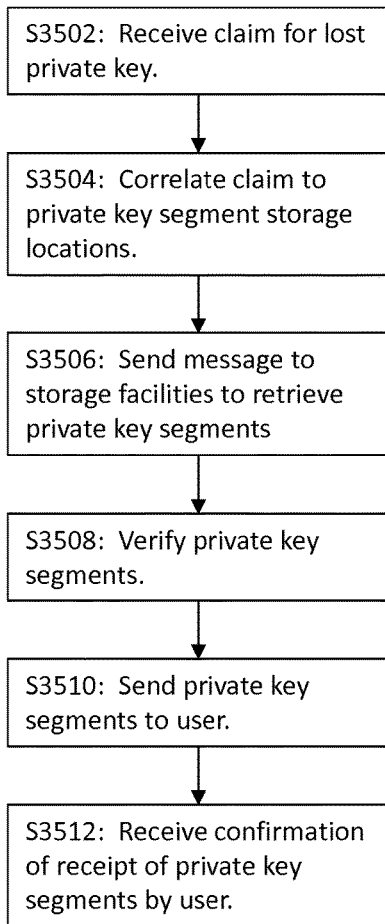 S3502:  Receive claim for lost
private key.
S3504:  Correlate claim to
private key segment storage
locations.
S3506:  Send message to
storage facilities to retrieve
private key segments
S3508:  Verify private key
segments.
S3510:  Send private key
segments to user.
S3512:  Receive confirmation
of receipt of private key
segments by user.